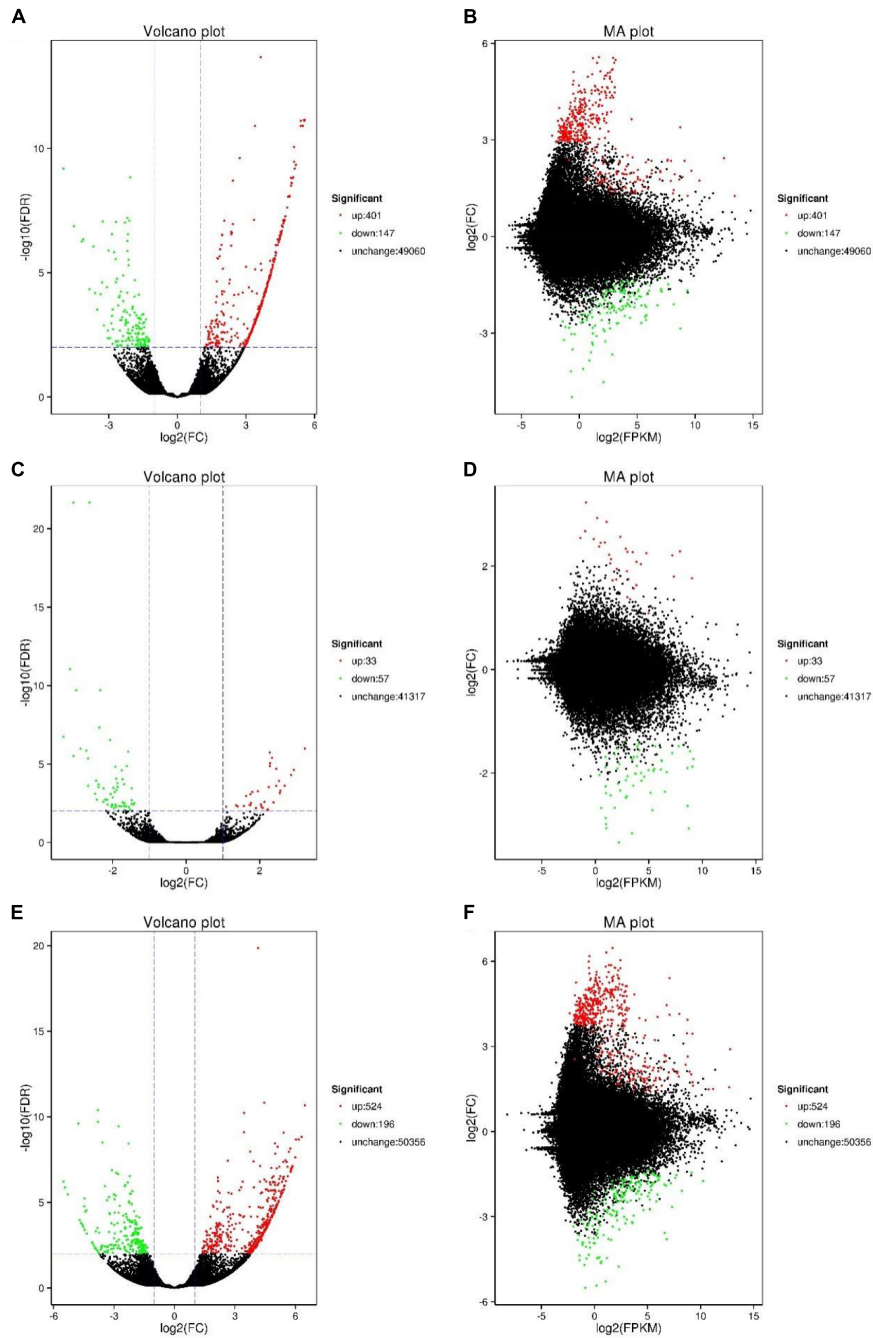 A
Volcano plot
-log10(FDR)
10
5
0
-3
0
3
6
log2(FC)
Significant
up:401
down:147
unchange:49060
B
MA plot
log2(FC)
6
3
0
-3
-5
0
5
10
15
log2(FPKM)
Significant
up:401
down:147
unchange:49060
C
Volcano plot
-log10(FDR)
20
15
10
5
0
-2
0
2
log2(FC)
Significant
up:33
down:57
unchange:41317
D
MA plot
log2(FC)
2
0
-2
-5
0
5
10
15
log2(FPKM)
Significant
up:33
down:57
unchange:41317
E
Volcano plot
-log10(FDR)
20
15
10
5
0
-6
-3
0
3
6
log2(FC)
Significant
up:524
down:196
unchange:50356
F
MA plot
log2(FC)
6
3
0
-3
-6
-5
0
5
10
15
log2(FPKM)
Significant
up:524
down:196
unchange:50356